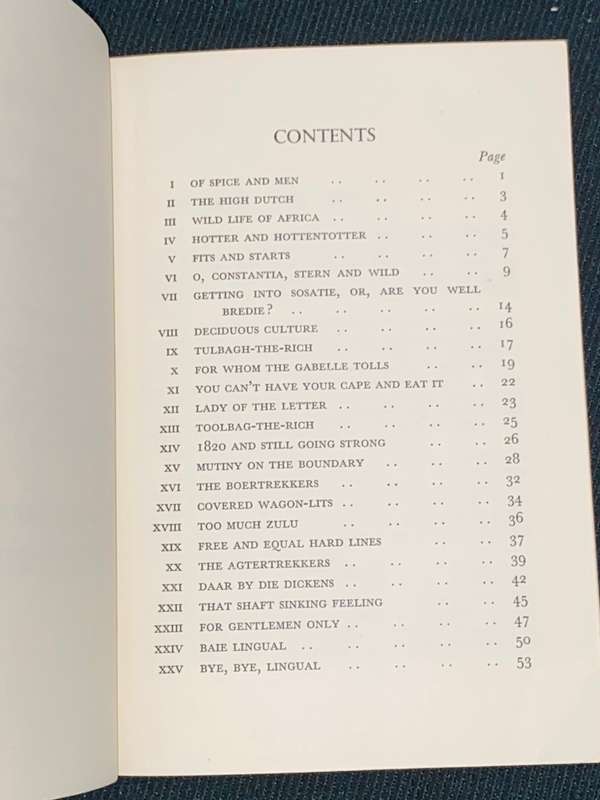 CONTENTS
Page
I OF SPICE AND MEN .. .. .. .. 1
II THE HIGH DUTCH .. .. .. .. 3
III WILD LIFE OF AFRICA .. .. .. .. 4
IV HOTTER AND HOTTENTOTTER .. .. .. 5
V FITS AND STARTS .. .. .. .. 7
VI O, CONSTANTIA, STERN AND WILD .. .. 9
VII GETTING INTO SOSATIE, OR, ARE YOU WELL
BREDIE? .. .. .. .. .. 14
VIII DECIDUOUS CULTURE .. .. .. .. 16
IX TULBAGH-THE-RICH .. .. .. .. 17
X FOR WHOM THE GABELLE TOLLS .. .. 19
XI YOU CAN'T HAVE YOUR CAPE AND EAT IT .. 22
XII LADY OF THE LETTER .. .. .. .. 23
XIII TOOLBAG-THE-RICH .. .. .. .. 25
XIV 1820 AND STILL GOING STRONG .. .. 26
XV MUTINY ON THE BOUNDARY .. .. .. 28
XVI THE BOERTREKKERS .. .. .. .. 32
XVII COVERED WAGON-LITS .. .. .. .. 34
XVIII TOO MUCH ZULU .. .. .. .. 36
XIX FREE AND EQUAL HARD LINES .. .. 37
XX THE AGTERTREKKERS .. .. .. .. 39
XXI DAAR BY DIE DICKENS .. .. .. .. 42
XXII THAT SHAFT SINKING FEELING .. .. 45
XXIII FOR GENTLEMEN ONLY .. .. .. .. 47
XXIV BAIE LINGUAL .. .. .. .. .. 50
XXV BYE, BYE, LINGUAL .. .. .. .. 53